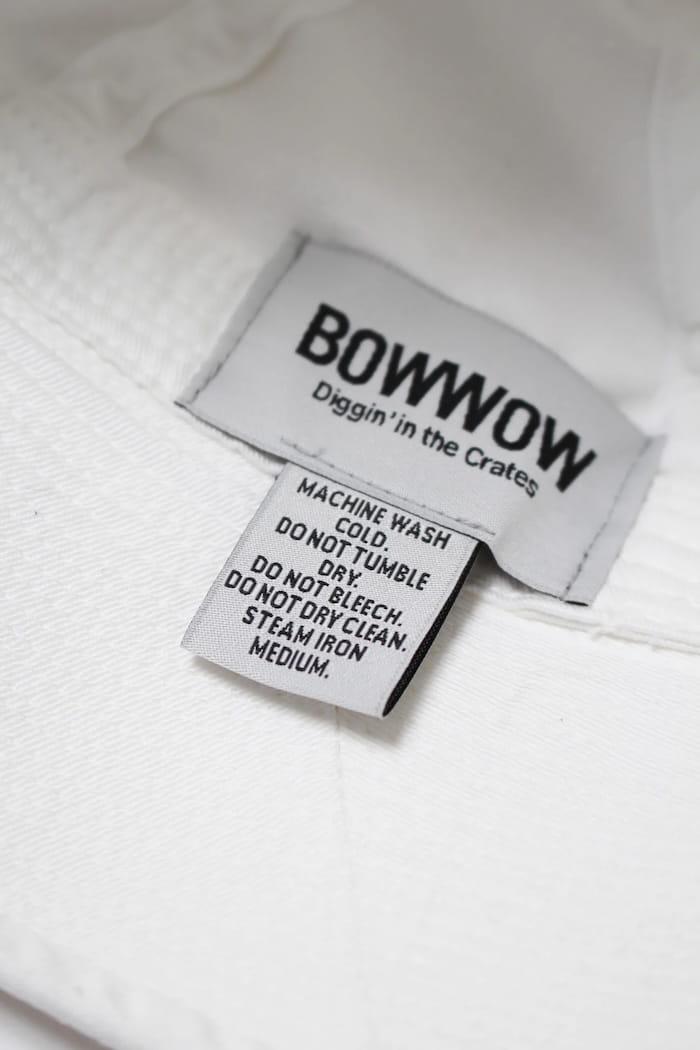 BOWWOW
Diggin' in the Crates
MACHINE WASH
COLD.
DO NOT TUMBLE
DRY.
DO NOT BLEECH.
DO NOT DRY CLEAN.
STEAM IRON
MEDIUM.